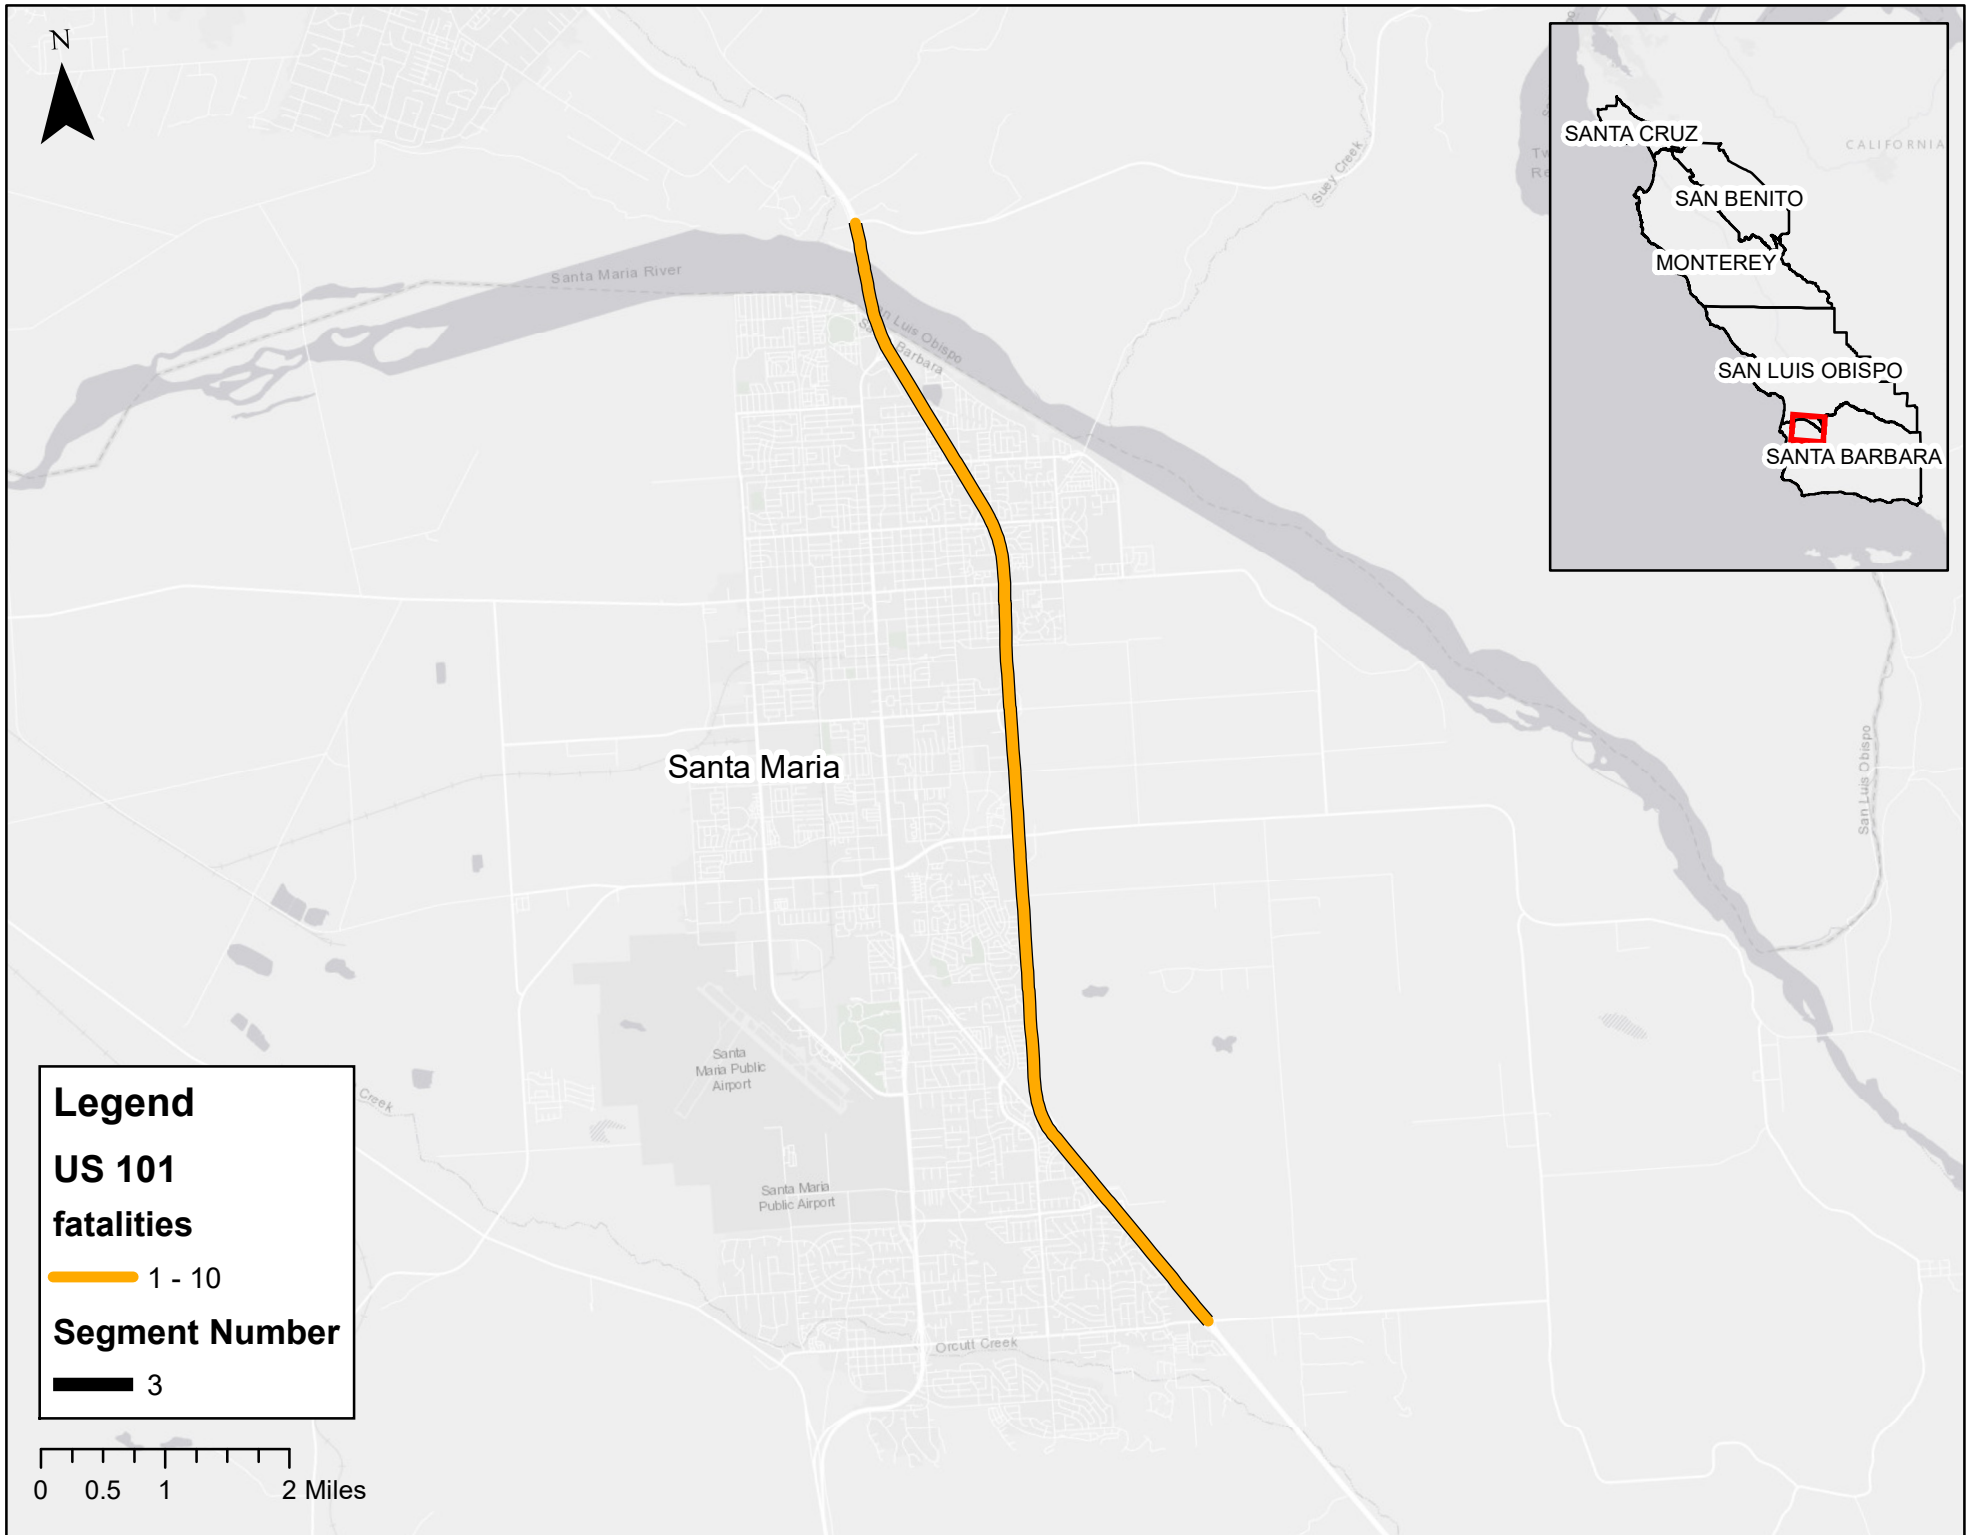 N
Suey Creek
Santa Maria River
San Luis Obispo
Barbara
Santa Maria
San Luis Obispo
Santa
Maria Public
Airport
Santa Maria
Public Airport
Creek
Orcutt Creek
SANTA CRUZ
CALIFORNIA
SAN BENITO
MONTEREY
SAN LUIS OBISPO
SANTA BARBARA
Legend
US 101
fatalities
1 - 10
Segment Number
3
0 0.5 1 2 Miles